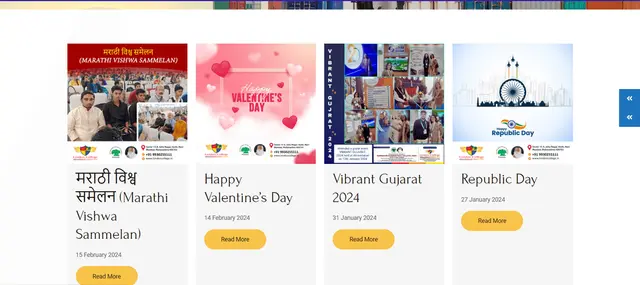 मराठी विश्व समेलन
(MARATHI VISHWA SAMMELAN)
Happy
VALENTINE'S
DAY
VIBRANT GUJRAT 2024
Republic Day
मराठी विश्व
समेलन (Marathi
Vishwa
Sammelan)
15 February 2024
Read More
Happy
Valentine's Day
14 February 2024
Read More
Vibrant Gujarat
2024
31 January 2024
Read More
Republic Day
27 January 2024
Read More